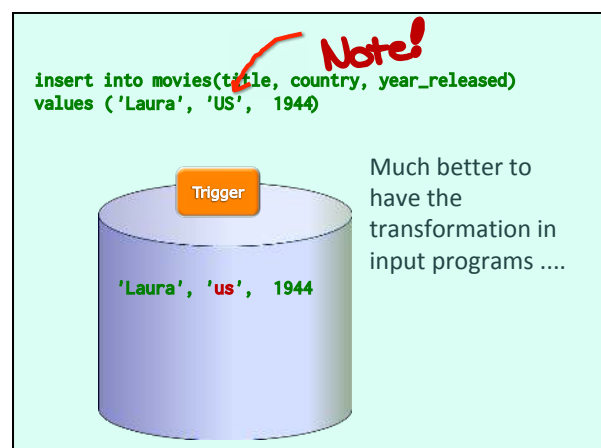 Note!
insert into movies(title, country, year_released)
values ('Laura', 'US', 1944)
Trigger
Much better to
have the
transformation in
input programs ....
'Laura', 'us', 1944